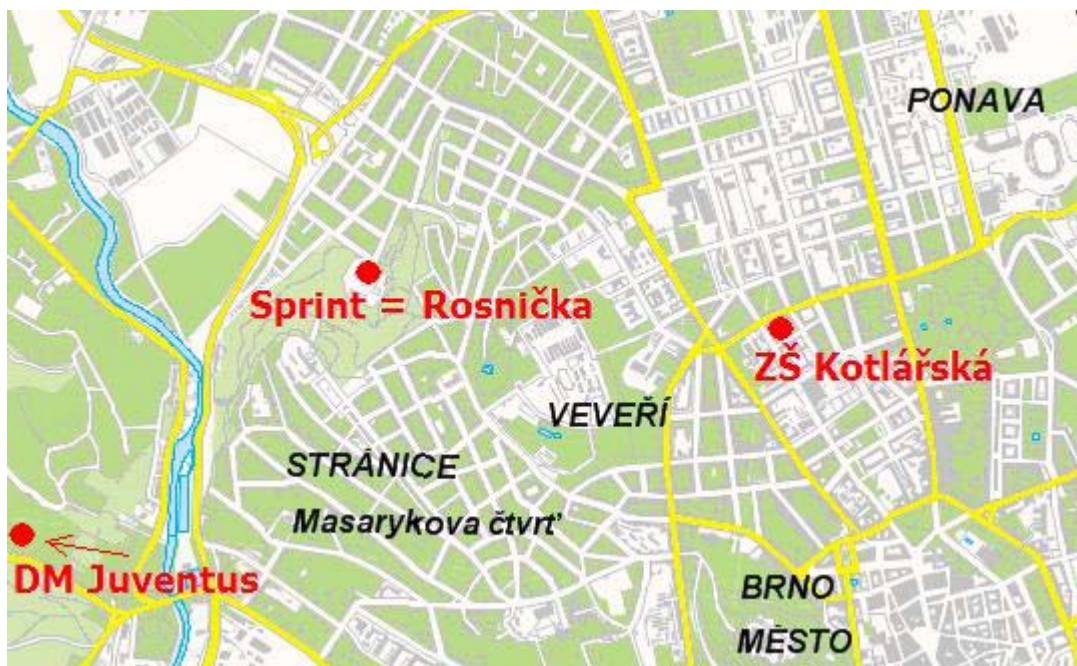 PONAVA
Sprint = Rosnička
ZŠ Kotlářská
VEVEŘÍ
STRÁNICE
Masarykova čtvrť
DM Juventus
BRNO
MĚSTO